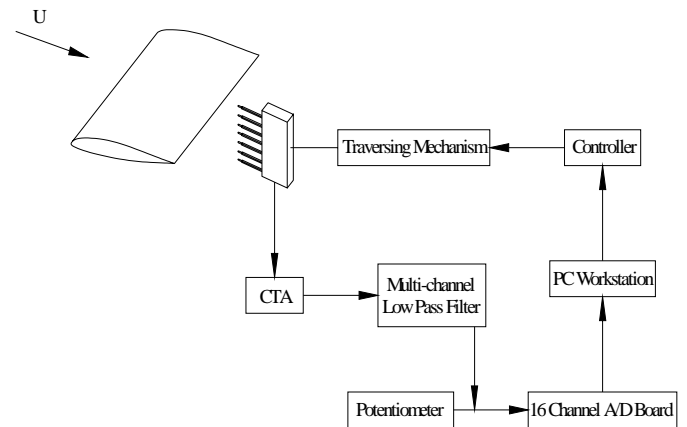 U
Traversing Mechanism
Controller
CTA
Multi-channel
Low Pass Filter
PC Workstation
Potentiometer
16 Channel A/D Board